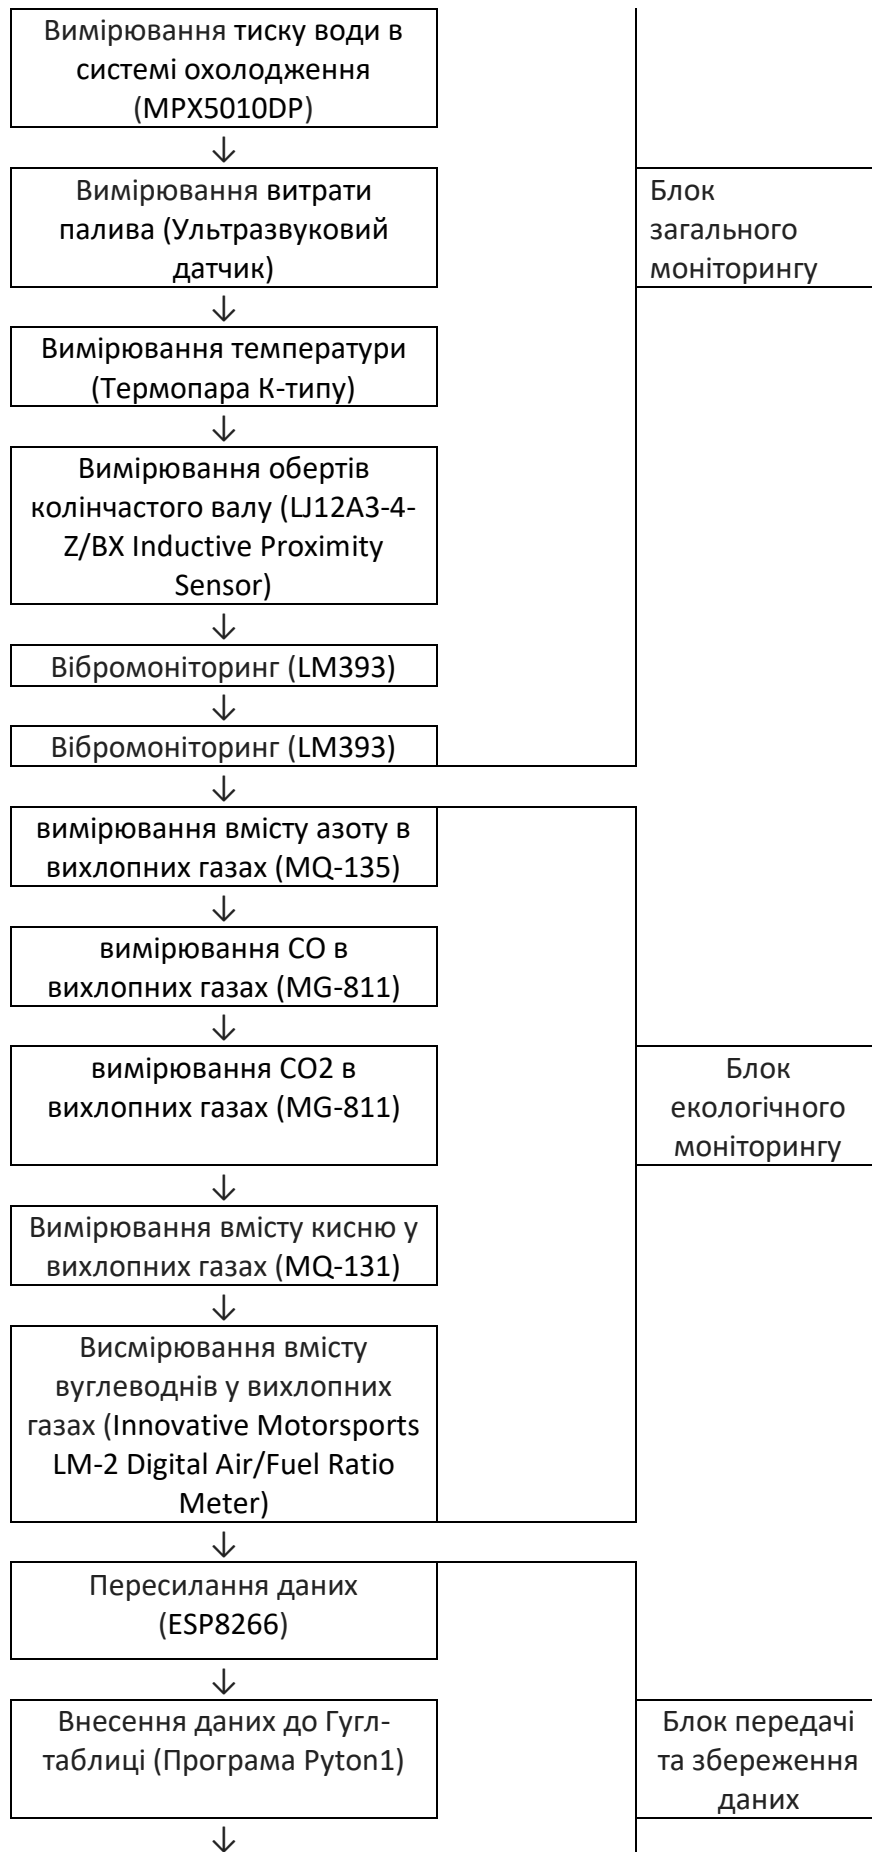 Вимірювання тиску води в
системі охолодження
(MPX5010DP)
↓
Вимірювання витрати
палива (Ультразвуковий
датчик)
Блок
загального
моніторингу
↓
Вимірювання температури
(Термопара К-типу)
↓
Вимірювання обертів
колінчастого валу (LJ12A3-4-
Z/BX Inductive Proximity
Sensor)
↓
Вібромоніторинг (LM393)
↓
Вібромоніторинг (LM393)
↓
вимірювання вмісту азоту в
вихлопних газах (MQ-135)
↓
вимірювання CO в
вихлопних газах (MG-811)
↓
вимірювання CO2 в
вихлопних газах (MG-811)
Блок
екологічного
моніторингу
↓
Вимірювання вмісту кисню у
вихлопних газах (MQ-131)
↓
Висмірювання вмісту
вуглеводнів у вихлопних
газах (Innovative Motorsports
LM-2 Digital Air/Fuel Ratio
Meter)
↓
Пересилання даних
(ESP8266)
↓
Внесення даних до Гугл-
таблиці (Програма Pyton1)
Блок передачі
та збереження
даних
↓